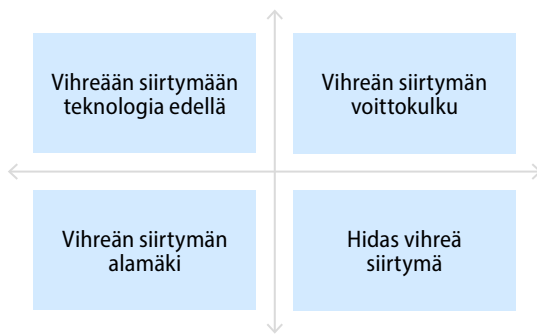 Vihreään siirtymään
teknologia edellä
Vihreän siirtymän
voittokulku
Vihreän siirtymän
alamäki
Hidas vihreä
siirtymä